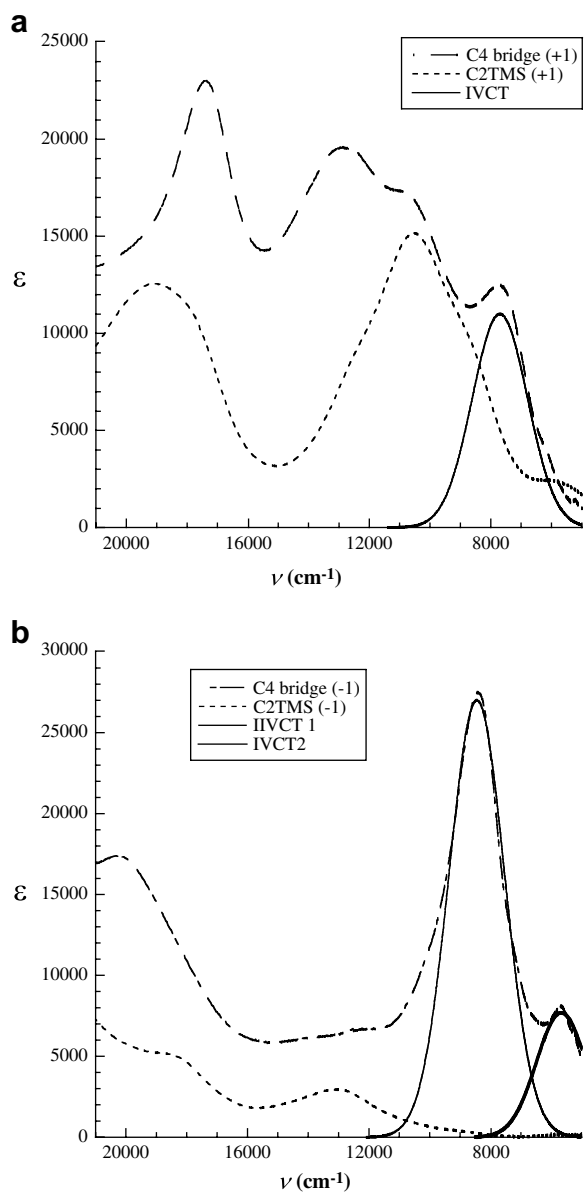 a
25000
20000
15000
10000
5000
0
ε
C4 bridge (+1)
C2TMS (+1)
IVCT
20000 16000 12000 8000
ν (cm-1)
b
30000
25000
20000
15000
10000
5000
0
ε
C4 bridge (-1)
C2TMS (-1)
IIVCT 1
IVCT2
20000 16000 12000 8000
ν (cm-1)